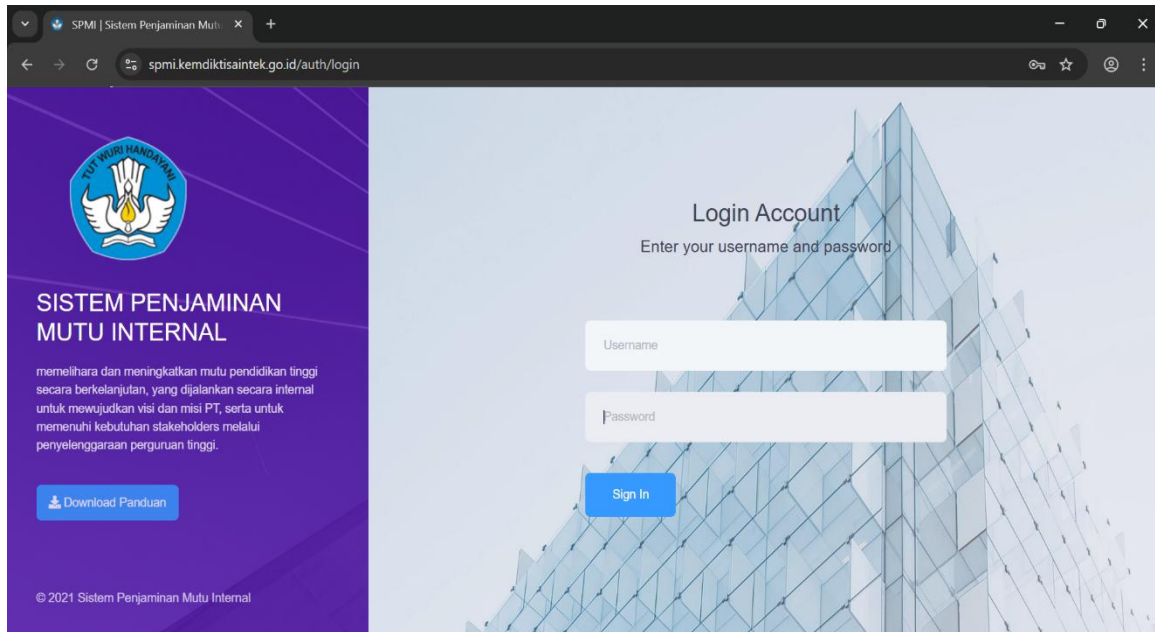 SPMI | Sistem Penjaminan Mutu
spmi.kemdiktisaintek.go.id/auth/login
TUT WURI HANDAYANI
SISTEM PENJAMINAN
MUTU INTERNAL
memelihara dan meningkatkan mutu pendidikan tinggi
secara berkelanjutan, yang dijalankan secara internal
untuk mewujudkan visi dan misi PT, serta untuk
memenuhi kebutuhan stakeholders melalui
penyelenggaraan perguruan tinggi.
Download Panduan
© 2021 Sistem Penjaminan Mutu Internal
Login Account
Enter your username and password
Username
Password
Sign In